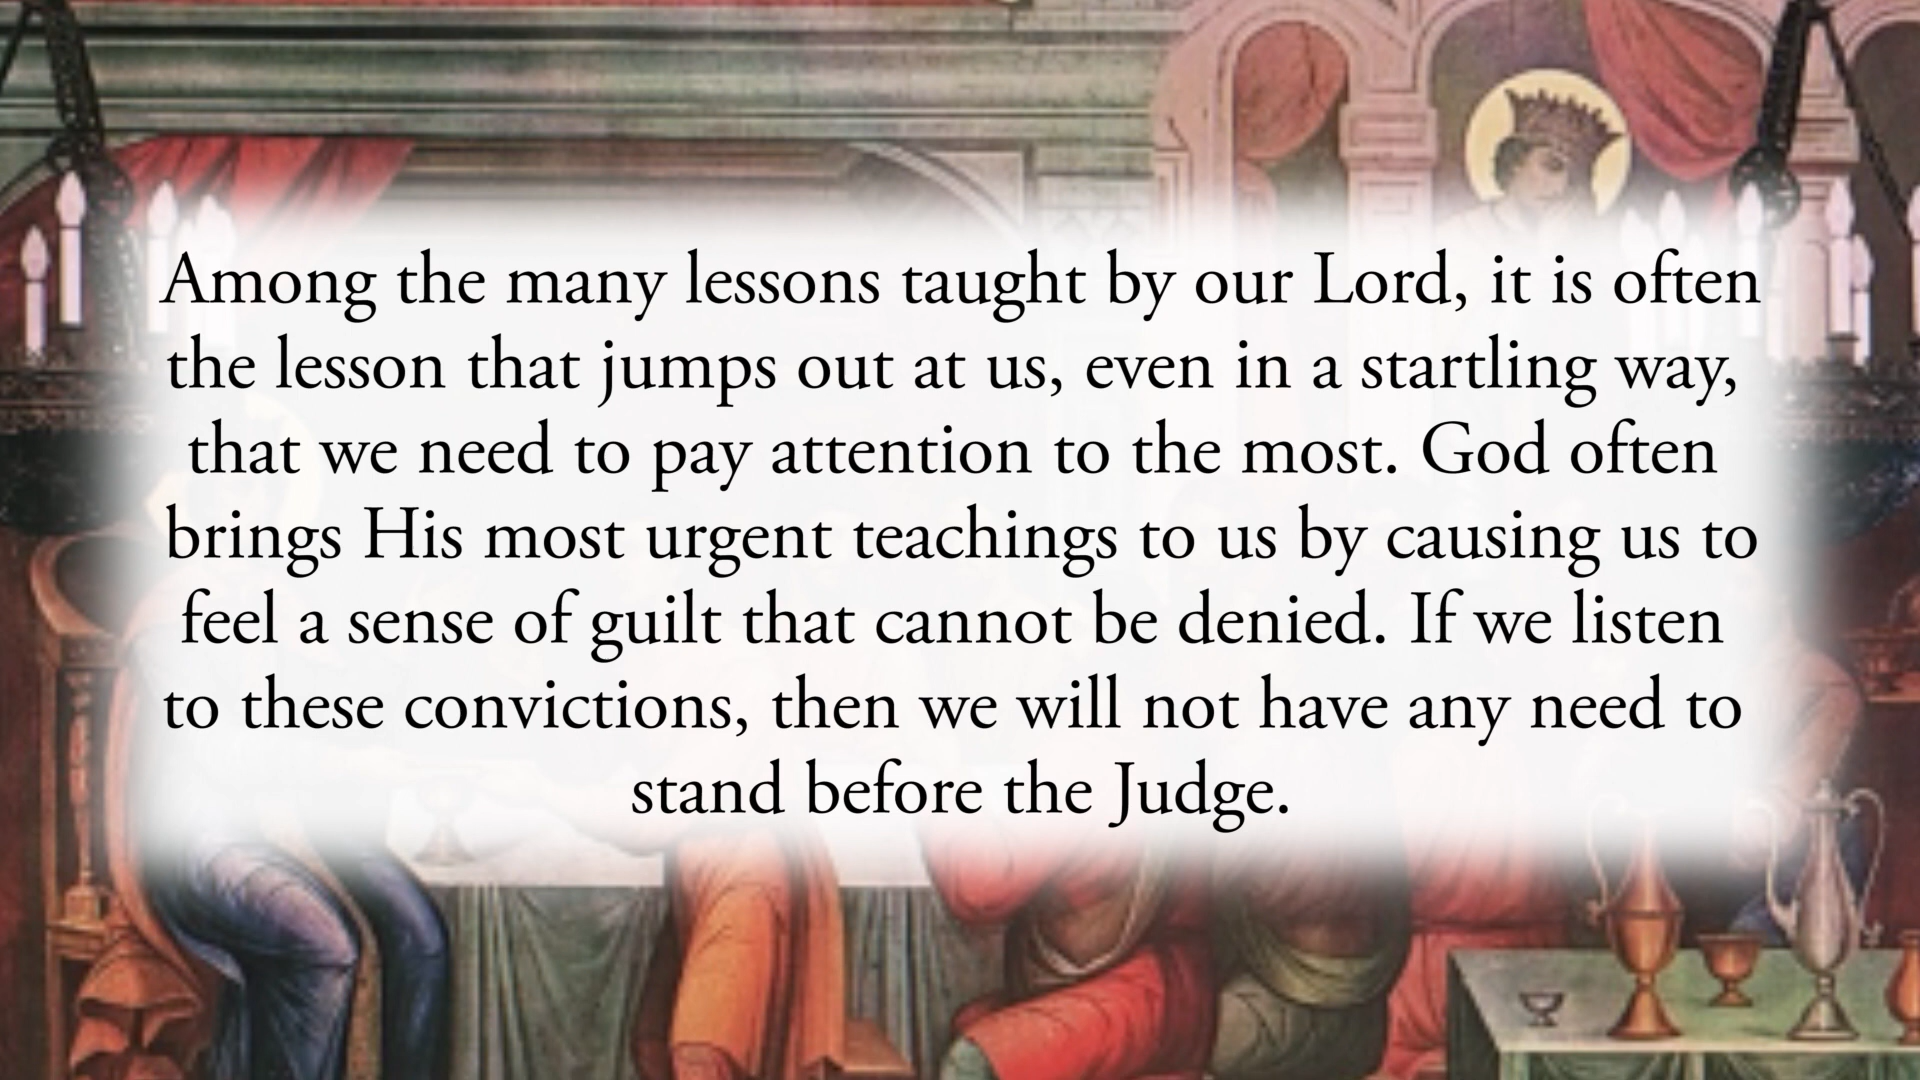 Among the many lessons taught by our Lord, it is often
the lesson that jumps out at us, even in a startling way,
that we need to pay attention to the most. God often
brings His most urgent teachings to us by causing us to
feel a sense of guilt that cannot be denied. If we listen
to these convictions, then we will not have any need to
stand before the Judge.